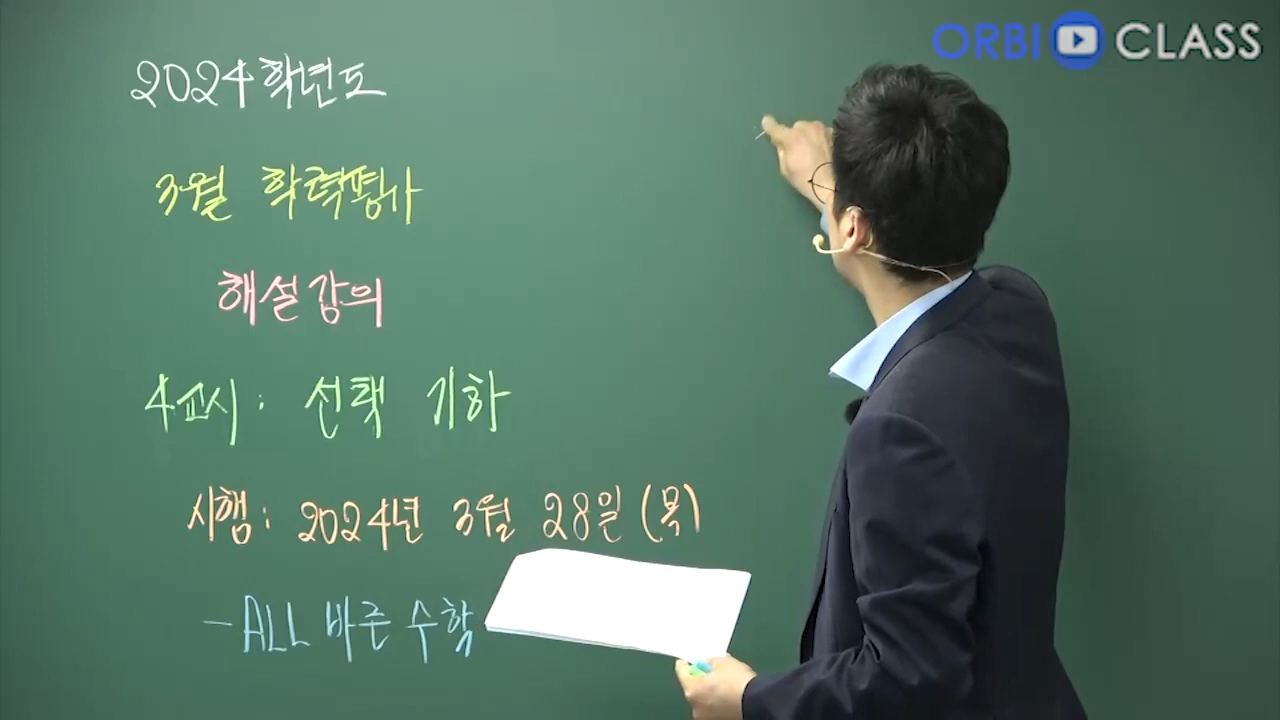 ORBI CLASS
2024학년도
3월 학력평가
해설강의
4교시: 선택 기하
시행: 2024년 3월 28일(목)
-ALL 바른 수학